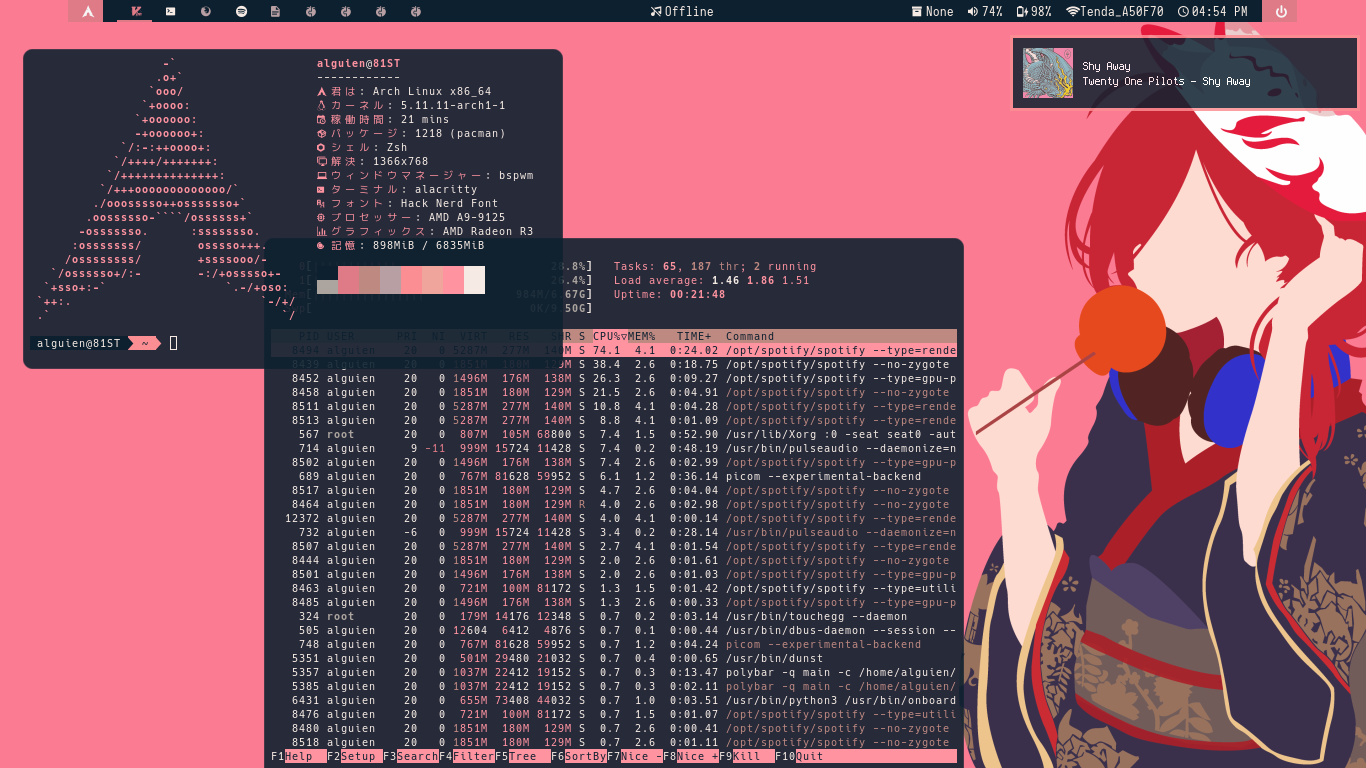 Offline
None 74% 98% Tenda_A50F70 04:54 PM
Shy Away
Twenty One Pilots - Shy Away
alguien@81ST
------------
君は: Arch Linux x86_64
カーネル: 5.11.11-arch1-1
稼働時間: 21 mins
パッケージ: 1218 (pacman)
シェル: Zsh
解決: 1366x768
ウィンドウマネージャー: bspwm
ターミナル: alacritty
フォント: Hack Nerd Font
プロセッサー: AMD A9-9125
グラフィックス: AMD Radeon R3
記憶: 898MiB / 6835MiB
alguien@81ST ~
Tasks: 65, 187 thr; 2 running
Load average: 1.46 1.86 1.51
Uptime: 00:21:48
PID USER PRI NI VIRT RES SHR S CPU%▽MEM% TIME+ Command
8494 alguien 20 0 5287M 277M 140M S 74.1 4.1 0:24.02 /opt/spotify/spotify --type=rende
S 38.4 2.6 0:18.75 /opt/spotify/spotify --no-zygote
8452 alguien 20 0 1496M 176M 138M S 26.3 2.6 0:09.27 /opt/spotify/spotify --type=gpu-p
8458 alguien 20 0 1851M 180M 129M S 21.5 2.6 0:04.91 /opt/spotify/spotify --no-zygote
8511 alguien 20 0 5287M 277M 140M S 10.8 4.1 0:04.28 /opt/spotify/spotify --type=rende
8513 alguien 20 0 5287M 277M 140M S 8.8 4.1 0:01.09 /opt/spotify/spotify --type=rende
567 root 20 0 807M 105M 68800 S 7.4 1.5 0:52.90 /usr/lib/Xorg :0 -seat seat0 -aut
714 alguien 9 -11 999M 15724 11428 S 7.4 0.2 0:48.19 /usr/bin/pulseaudio --daemonize=n
8502 alguien 20 0 1496M 176M 138M S 7.4 2.6 0:02.99 /opt/spotify/spotify --type=gpu-p
689 alguien 20 0 767M 81628 59952 S 6.1 1.2 0:36.14 picom --experimental-backend
8517 alguien 20 0 1851M 180M 129M S 4.7 2.6 0:04.04 /opt/spotify/spotify --no-zygote
8464 alguien 20 0 1851M 180M 129M R 4.0 2.6 0:02.98 /opt/spotify/spotify --no-zygote
12372 alguien 20 0 5287M 277M 140M S 4.0 4.1 0:00.14 /opt/spotify/spotify --type=rende
732 alguien -6 0 999M 15724 11428 S 3.4 0.2 0:28.14 /usr/bin/pulseaudio --daemonize=n
8507 alguien 20 0 5287M 277M 140M S 2.7 4.1 0:01.54 /opt/spotify/spotify --type=rende
8444 alguien 20 0 1851M 180M 129M S 2.0 2.6 0:01.61 /opt/spotify/spotify --no-zygote
8501 alguien 20 0 1496M 176M 138M S 2.0 2.6 0:01.03 /opt/spotify/spotify --type=gpu-p
8463 alguien 20 0 721M 100M 81172 S 1.3 1.5 0:01.42 /opt/spotify/spotify --type=utili
8485 alguien 20 0 1496M 176M 138M S 1.3 2.6 0:00.33 /opt/spotify/spotify --type=gpu-p
324 root 20 0 179M 14176 12348 S 0.7 0.2 0:03.14 /usr/bin/touchegg --daemon
505 alguien 20 0 12604 6412 4876 S 0.7 0.1 0:00.44 /usr/bin/dbus-daemon --session --
748 alguien 20 0 767M 81628 59952 S 0.7 1.2 0:04.24 picom --experimental-backend
5351 alguien 20 0 501M 29480 21032 S 0.7 0.4 0:00.65 /usr/bin/dunst
5357 alguien 20 0 1037M 22412 19152 S 0.7 0.3 0:13.47 polybar -q main -c /home/alguien/
5385 alguien 20 0 1037M 22412 19152 S 0.7 0.3 0:02.11 polybar -q main -c /home/alguien/
6431 alguien 20 0 655M 73408 44032 S 0.7 1.0 0:03.51 /usr/bin/python3 /usr/bin/onboard
8476 alguien 20 0 721M 100M 81172 S 0.7 1.5 0:01.07 /opt/spotify/spotify --type=utili
8480 alguien 20 0 1851M 180M 129M S 0.7 2.6 0:00.41 /opt/spotify/spotify --no-zygote
8518 alguien 20 0 1851M 180M 129M S 0.7 2.6 0:01.11 /opt/spotify/spotify --no-zygote
F1Help F2Setup F3SearchF4FilterF5Tree F6SortByF7Nice -F8Nice +F9Kill F10Quit